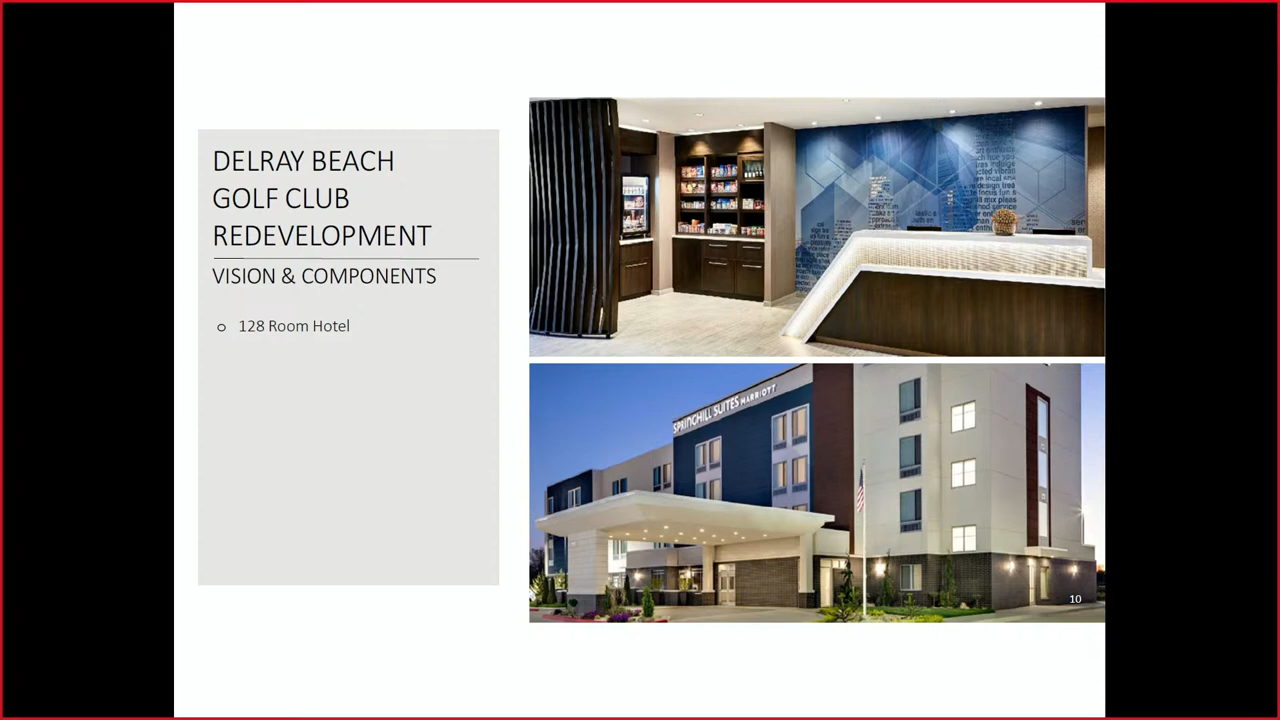 DELRAY BEACH
GOLF CLUB
REDEVELOPMENT
VISION & COMPONENTS
o 128 Room Hotel
SPRINGHILL SUITES MARRIOTT
10